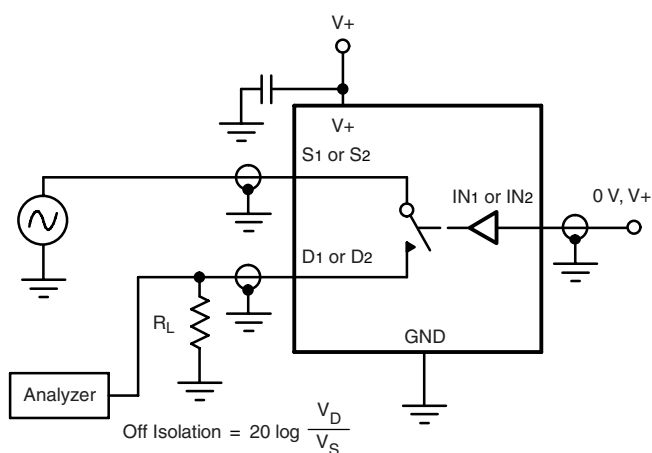 V+
V+
S1 or S2
IN1 or IN2
0 V, V+
D1 or D2
RL
GND
Analyzer
Off Isolation = 20 log VD
VS